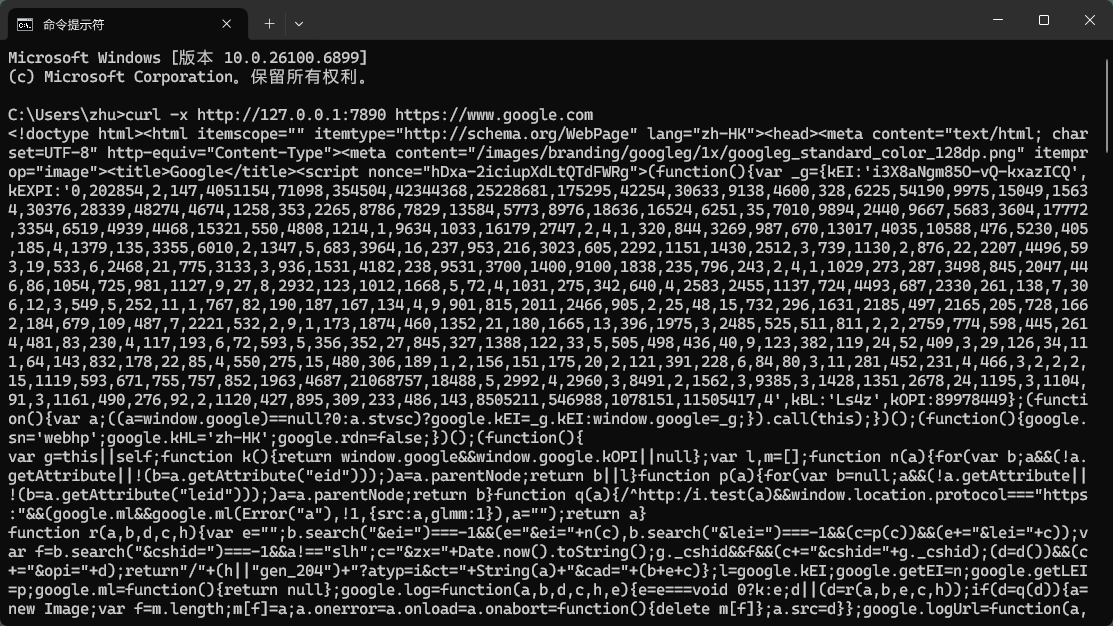 命令提示符
Microsoft Windows [版本 10.0.26100.6899]
(c) Microsoft Corporation。保留所有权利。
C:\Users\zhu>curl -x http://127.0.0.1:7890 https://www.google.com
<!doctype html><html itemscope="" itemtype="http://schema.org/WebPage" lang="zh-HK"><head><meta content="text/html; char
set=UTF-8" http-equiv="Content-Type"><meta content="/images/branding/googleg/1x/googleg_standard_color_128dp.png" itempr
op="image"><title>Google</title><script nonce="hDxa-2iciupXdLtQTdFWRg">(function(){var _g={kEI:'i3X8aNgm85O-vQ-kxazICQ',
kEXPI:'0,202854,2,147,4051154,71098,354504,42344368,25228681,175295,42254,30633,9138,4600,328,6225,54190,9975,15049,1563
4,30376,28339,48274,4674,1258,353,2265,8786,7829,13584,5773,8976,18636,16524,6251,35,7010,9894,2440,9667,5683,3604,17772
,3354,6519,4939,4468,15321,550,4808,1214,1,9634,1033,16179,2747,2,4,1,320,844,3269,987,670,13017,4035,10588,476,5230,405
,185,4,1379,135,3355,6010,2,1347,5,683,3964,16,237,953,216,3023,605,2292,1151,1430,2512,3,739,1130,2,876,22,2207,4496,59
3,19,533,6,2468,21,775,3133,3,936,1531,4182,238,9531,3700,1400,9100,1838,235,796,243,2,4,1,1029,273,287,3498,845,2047,44
6,86,1054,725,981,1127,9,27,8,2932,123,1012,1668,5,72,4,1031,275,342,640,4,2583,2455,1137,724,4493,687,2330,261,138,7,30
6,12,3,549,5,252,11,1,767,82,190,187,167,134,4,9,901,815,2011,2466,905,2,25,48,15,732,296,1631,2185,497,2165,205,728,166
2,184,679,109,487,7,2221,532,2,9,1,173,1874,460,1352,21,180,1665,13,396,1975,3,2485,525,511,811,2,2,2759,774,598,445,261
4,481,83,230,4,117,193,6,72,593,5,356,352,27,845,327,1388,122,33,5,505,498,436,40,9,123,382,119,24,52,409,3,29,126,34,11
1,64,143,832,178,22,85,4,550,275,15,480,306,189,1,2,156,151,175,20,2,121,391,228,6,84,80,3,11,281,452,231,4,466,3,2,2,2,
15,1119,593,671,755,757,852,1963,4687,21068757,18488,5,2992,4,2960,3,8491,2,1562,3,9385,3,1428,1351,2678,24,1195,3,1104,
91,3,1161,490,276,92,2,1120,427,895,309,233,486,143,8505211,546988,1078151,11505417,4',kBL:'Ls4z',kOPI:89978449};(functi
on(){var a;((a=window.google)==null?0:a.stvsc)?google.kEI=_g.kEI:window.google=_g;}).call(this);})();(function(){google.
sn='webhp';google.kHL='zh-HK';google.rdn=false;})();(function(){
var g=this||self;function k(){return window.google&&window.google.kOPI||null};var l,m=[];function n(a){for(var b;a&&(!a.
getAttribute||!(b=a.getAttribute("eid")));)a=a.parentNode;return b||l}function p(a){for(var b=null;a&&(!a.getAttribute||
!(b=a.getAttribute("leid")));)a=a.parentNode;return b}function q(a){/^http:/i.test(a)&&window.location.protocol==="https
:"&&(google.ml&&google.ml(Error("a"),!1,{src:a,glmm:1}),a="");return a}
function r(a,b,d,c,h){var e="";b.search("&ei=")===-1&&(e="&ei="+n(c),b.search("&lei=")===-1&&(c=p(c))&&(e+="&lei="+c));v
ar f=b.search("&cshid=")===-1&&a!=="slh";c="&zx="+Date.now().toString();g._cshid&&f&&(c+="&cshid="+g._cshid);(d=d())&&(c
+="&opi="+d);return"/"+(h||"gen_204")+"?atyp=i&ct="+String(a)+"&cad="+(b+e+c)};l=google.kEI;google.getEI=n;google.getLEI
=p;google.ml=function(){return null};google.log=function(a,b,d,c,h,e){e=e===void 0?k:e;d||(d=r(a,b,e,c,h));if(d=q(d)){a=
new Image;var f=m.length;m[f]=a;a.onerror=a.onload=a.onabort=function(){delete m[f]};a.src=d}};google.logUrl=function(a,